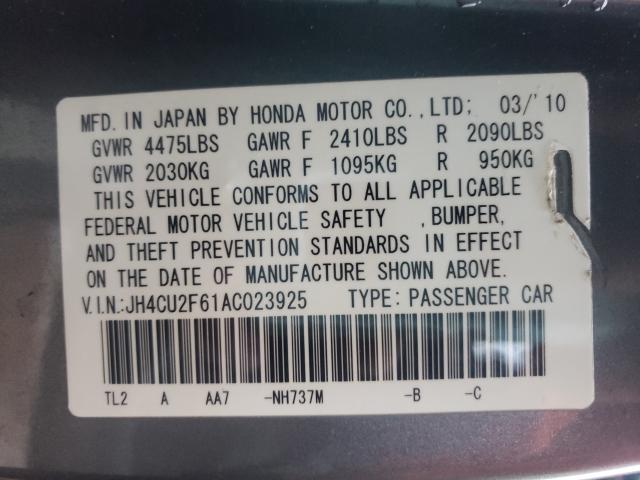 MFD. IN JAPAN BY HONDA MOTOR CO., LTD; 03/'10
GVWR 4475LBS GAWR F 2410LBS R 2090LBS
GVWR 2030KG GAWR F 1095KG R 950KG
THIS VEHICLE CONFORMS TO ALL APPLICABLE
FEDERAL MOTOR VEHICLE SAFETY ,BUMPER,
AND THEFT PREVENTION STANDARDS IN EFFECT
ON THE DATE OF MANUFACTURE SHOWN ABOVE.
V.I.N.:JH4CU2F61AC023925 TYPE: PASSENGER CAR
TL2 A AA7 -NH737M -B -C